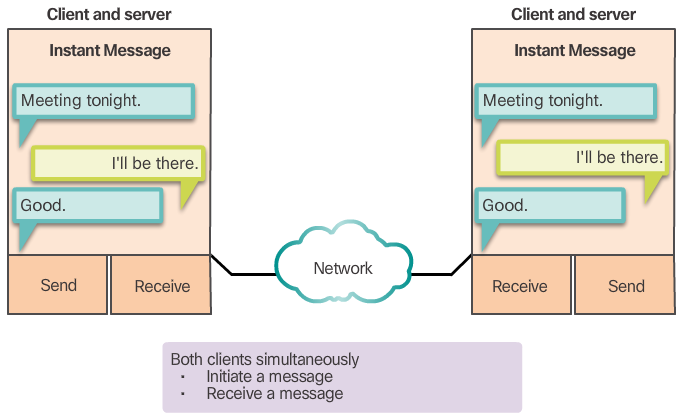 Client and server
Instant Message
Meeting tonight.
I'll be there.
Good.
Send
Receive
Client and server
Instant Message
Meeting tonight.
I'll be there.
Good.
Receive
Send
Network
Both clients simultaneously
· Initiate a message
· Receive a message